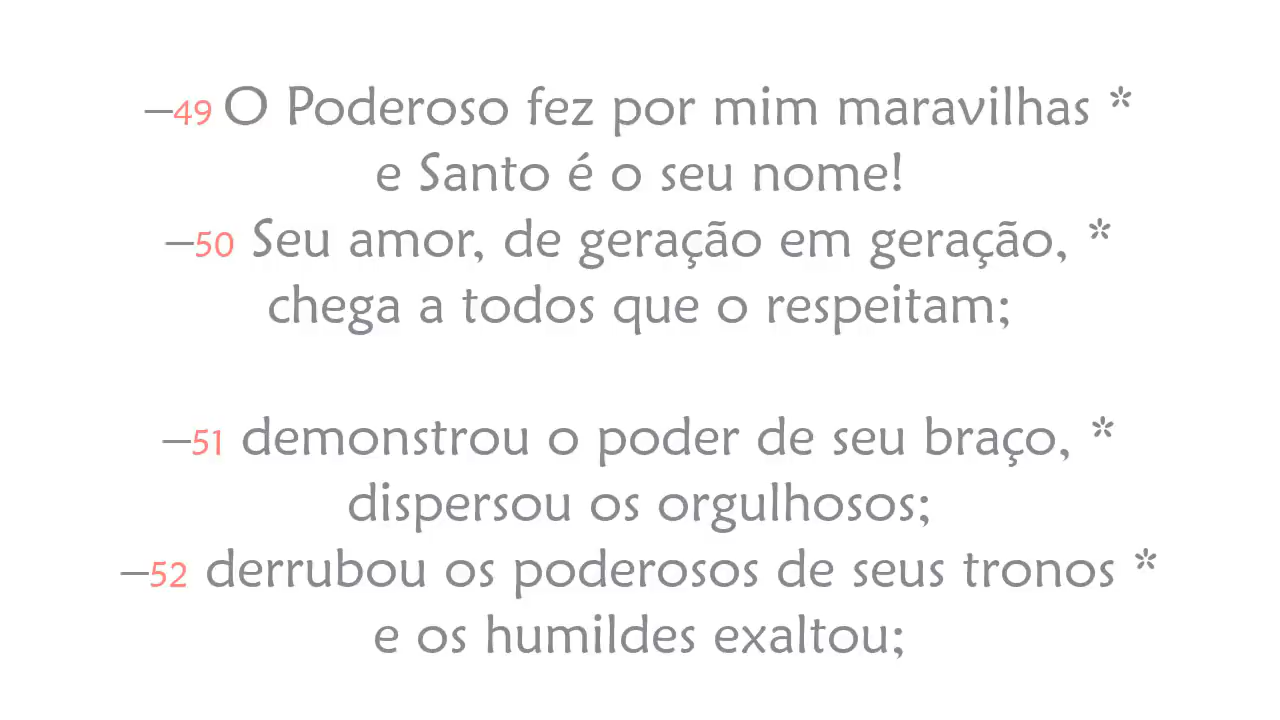 –49 O Poderoso fez por mim maravilhas *
e Santo é o seu nome!
–50 Seu amor, de geração em geração, *
chega a todos que o respeitam;
–51 demonstrou o poder de seu braço, *
dispersou os orgulhosos;
–52 derrubou os poderosos de seus tronos *
e os humildes exaltou;